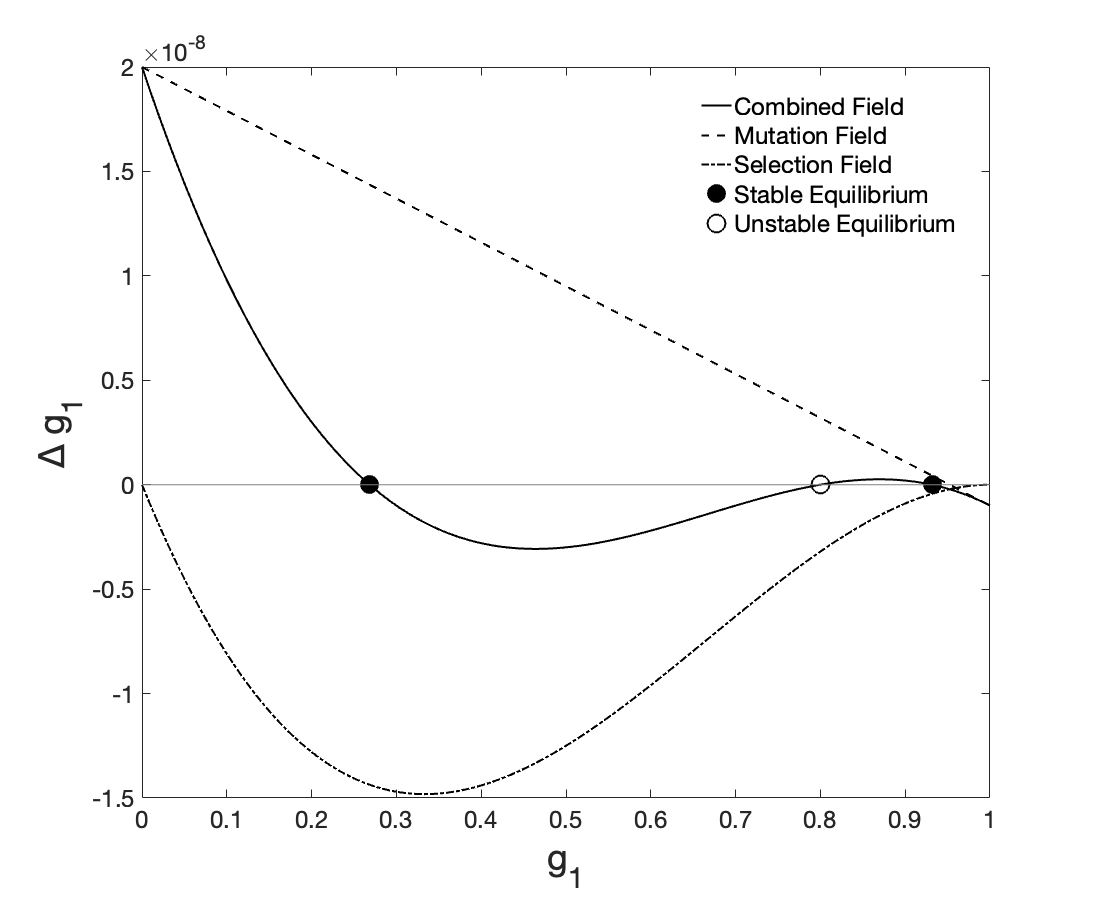 ×10⁻⁸
2
1.5
1
0.5
0
-0.5
-1
-1.5
Δ g₁
Combined Field
Mutation Field
Selection Field
Stable Equilibrium
Unstable Equilibrium
0 0.1 0.2 0.3 0.4 0.5 0.6 0.7 0.8 0.9 1
g₁